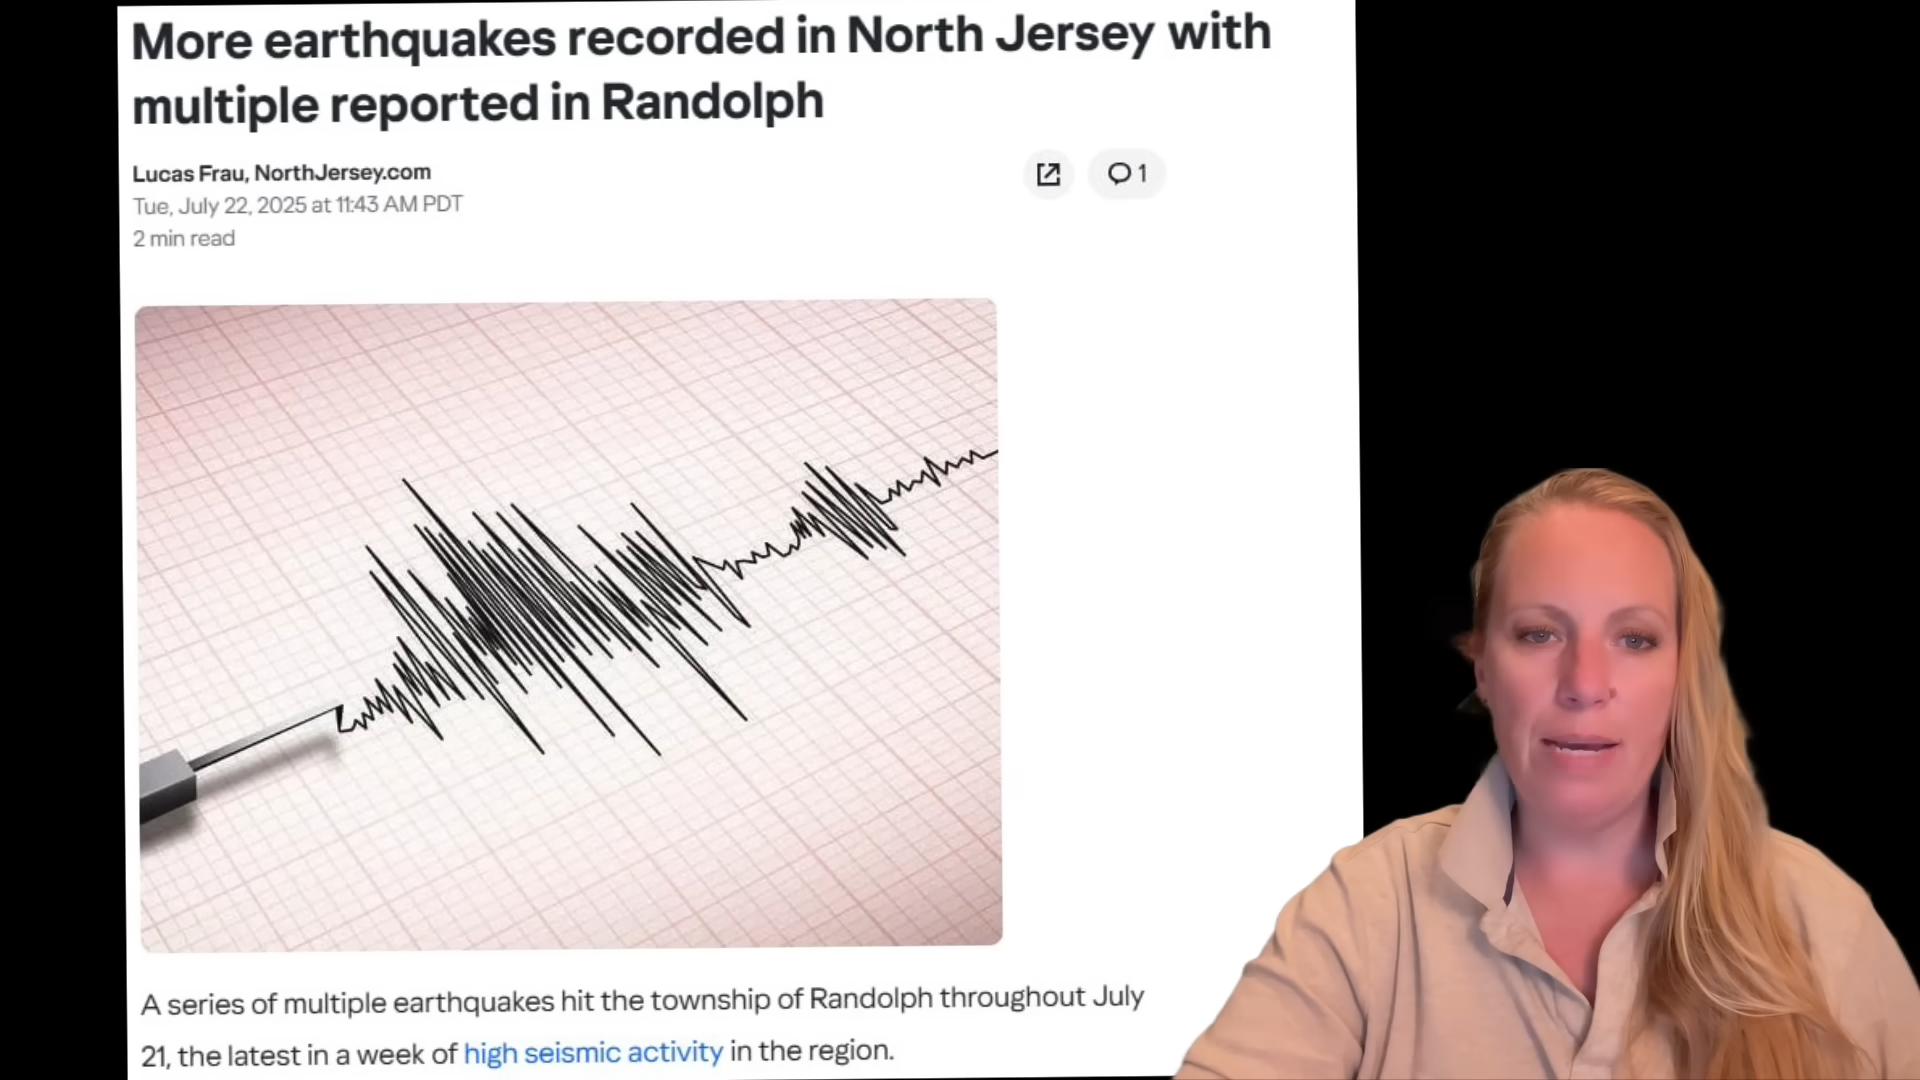 More earthquakes recorded in North Jersey with
multiple reported in Randolph
Lucas Frau, NorthJersey.com
1
Tue, July 22, 2025 at 11:43 AM PDT
2 min read
A series of multiple earthquakes hit the township of Randolph throughout July
21, the latest in a week of high seismic activity in the region.